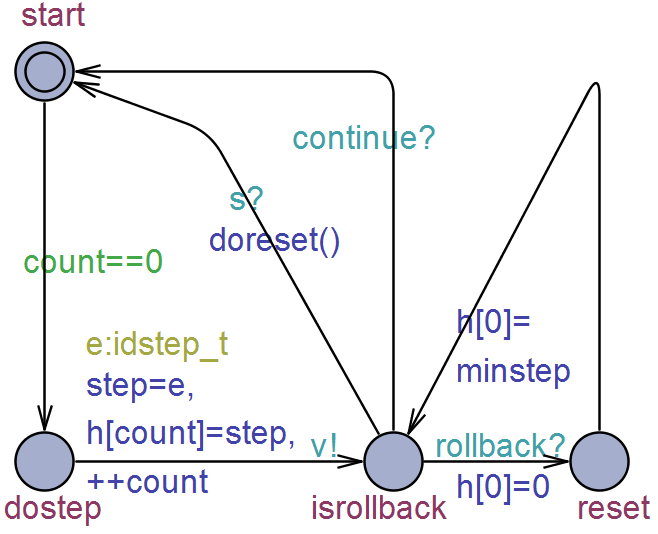 start
continue?
s?
doreset()
count==0
h[0]=
minstep
e:idstep_t
step=e,
h[count]=step,
v!
rollback?
++count
h[0]=0
dostep
isrollback
reset